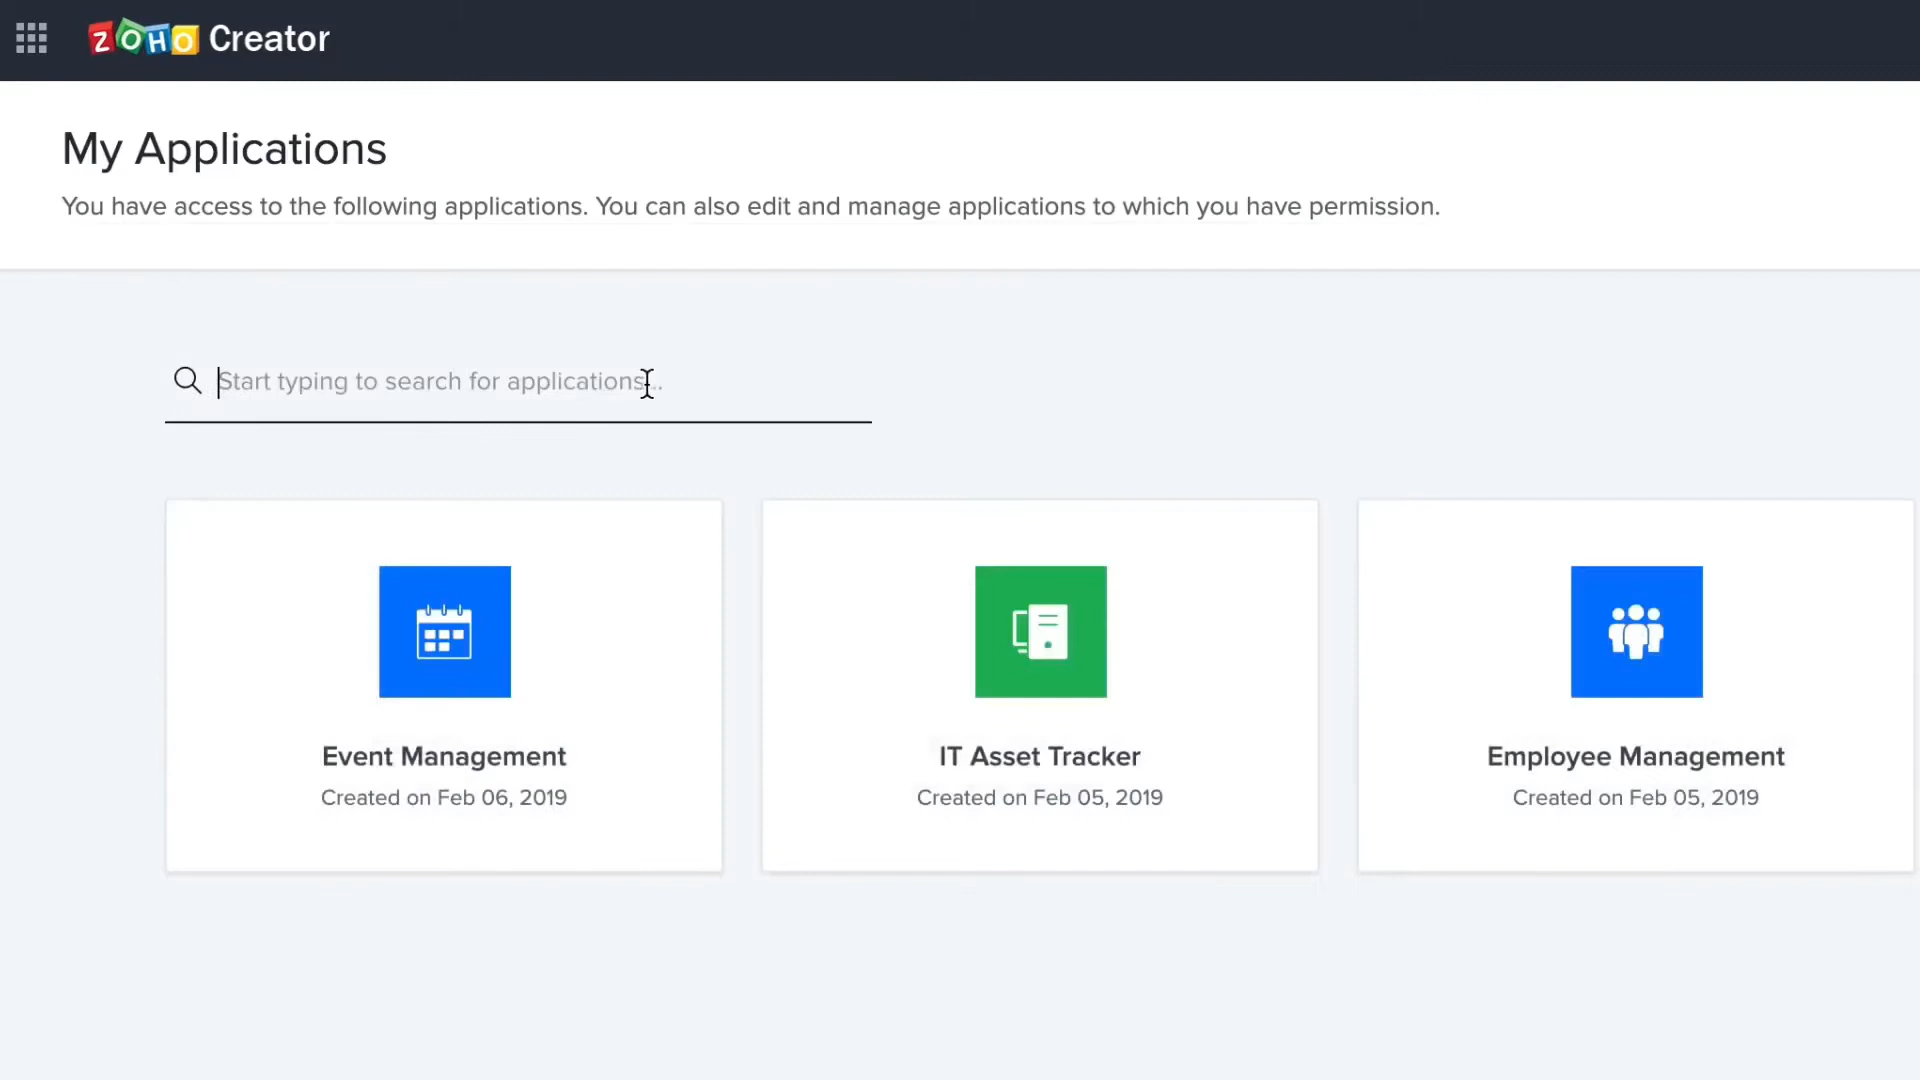 ZOHO Creator
My Applications
You have access to the following applications. You can also edit and manage applications to which you have permission.
Start typing to search for applications...
Event Management
Created on Feb 06, 2019
IT Asset Tracker
Created on Feb 05, 2019
Employee Management
Created on Feb 05, 2019